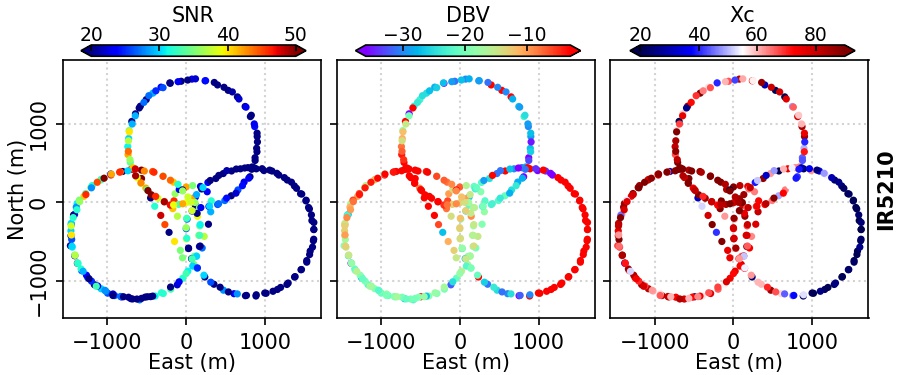 SNR DBV Xc
20 30 40 50 −30 −20 −10 20 40 60 80
North (m)
1000
0
−1000
−1000 0 1000 −1000 0 1000 −1000 0 1000
East (m) East (m) East (m)
IR5210